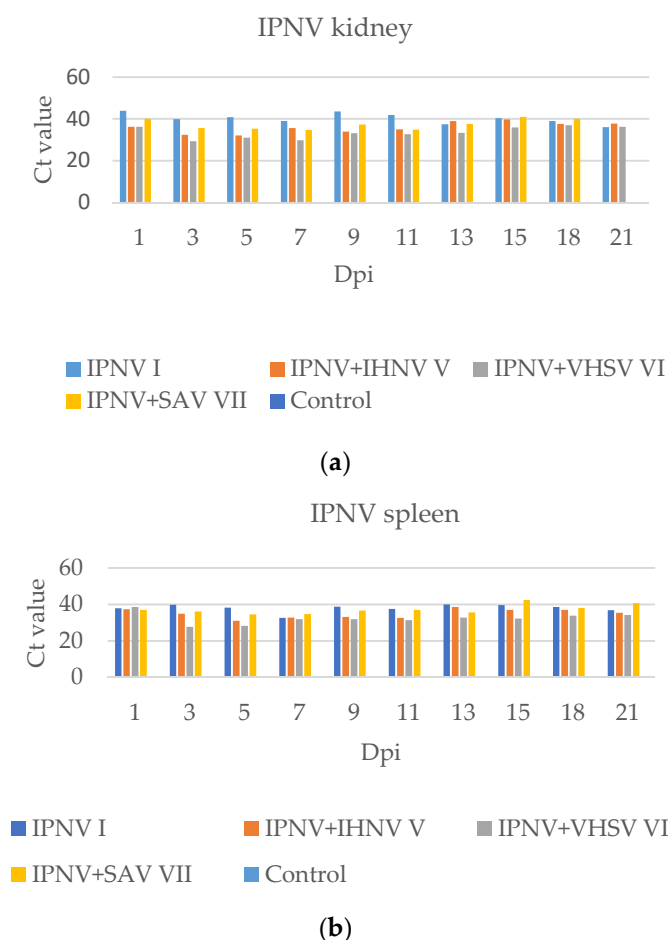 IPNV kidney
60
40
20
0
Ct value
1 3 5 7 9 11 13 15 18 21
Dpi
IPNV I IPNV+IHNV V IPNV+VHSV VI
IPNV+SAV VII Control
(a)
IPNV spleen
60
40
20
0
Ct value
1 3 5 7 9 11 13 15 18 21
Dpi
IPNV I IPNV+IHNV V IPNV+VHSV VI
IPNV+SAV VII Control
(b)